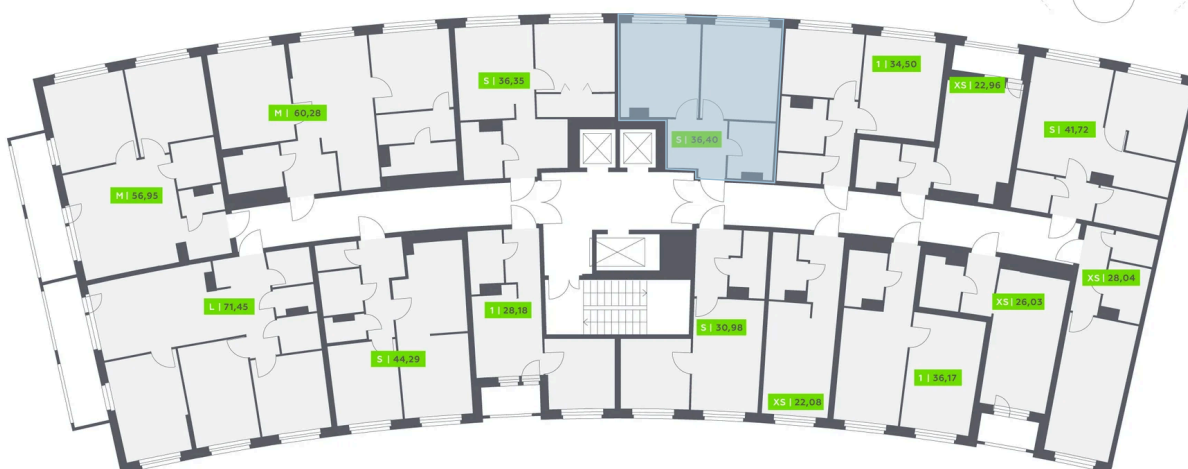 S | 36,35
1 | 34,50
XS | 22,96
M | 60,28
S | 41,72
S | 36,40
M | 56,95
XS | 28,04
L | 71,45
XS | 26,03
1 | 28,18
S | 30,98
S | 44,29
1 | 36,17
XS | 22,08